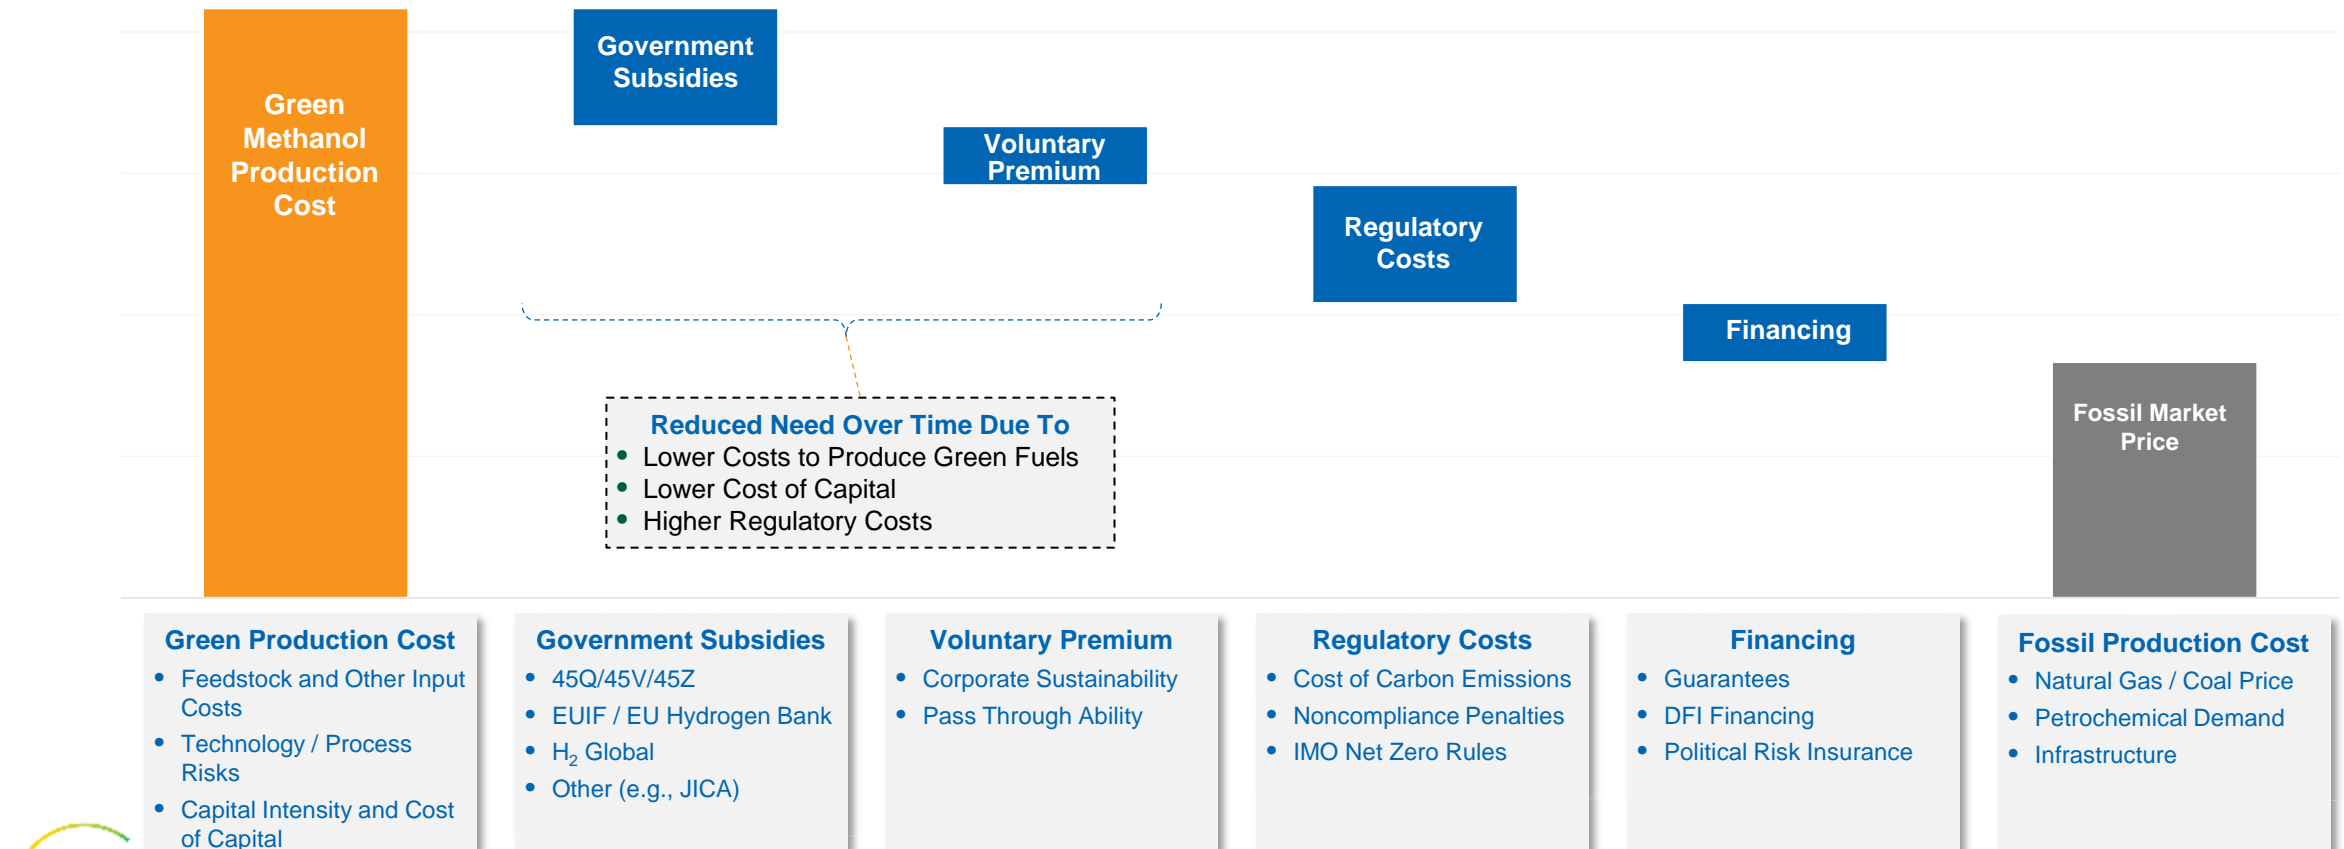 Green
Methanol
Production
Cost
Government
Subsidies
Voluntary
Premium
Regulatory
Costs
Financing
Fossil Market
Price
Reduced Need Over Time Due To
• Lower Costs to Produce Green Fuels
• Lower Cost of Capital
• Higher Regulatory Costs
Green Production Cost
• Feedstock and Other Input
Costs
• Technology / Process
Risks
• Capital Intensity and Cost
of Capital
Government Subsidies
• 45Q/45V/45Z
• EUIF / EU Hydrogen Bank
• H₂ Global
• Other (e.g., JICA)
Voluntary Premium
• Corporate Sustainability
• Pass Through Ability
Regulatory Costs
• Cost of Carbon Emissions
• Noncompliance Penalties
• IMO Net Zero Rules
Financing
• Guarantees
• DFI Financing
• Political Risk Insurance
Fossil Production Cost
• Natural Gas / Coal Price
• Petrochemical Demand
• Infrastructure